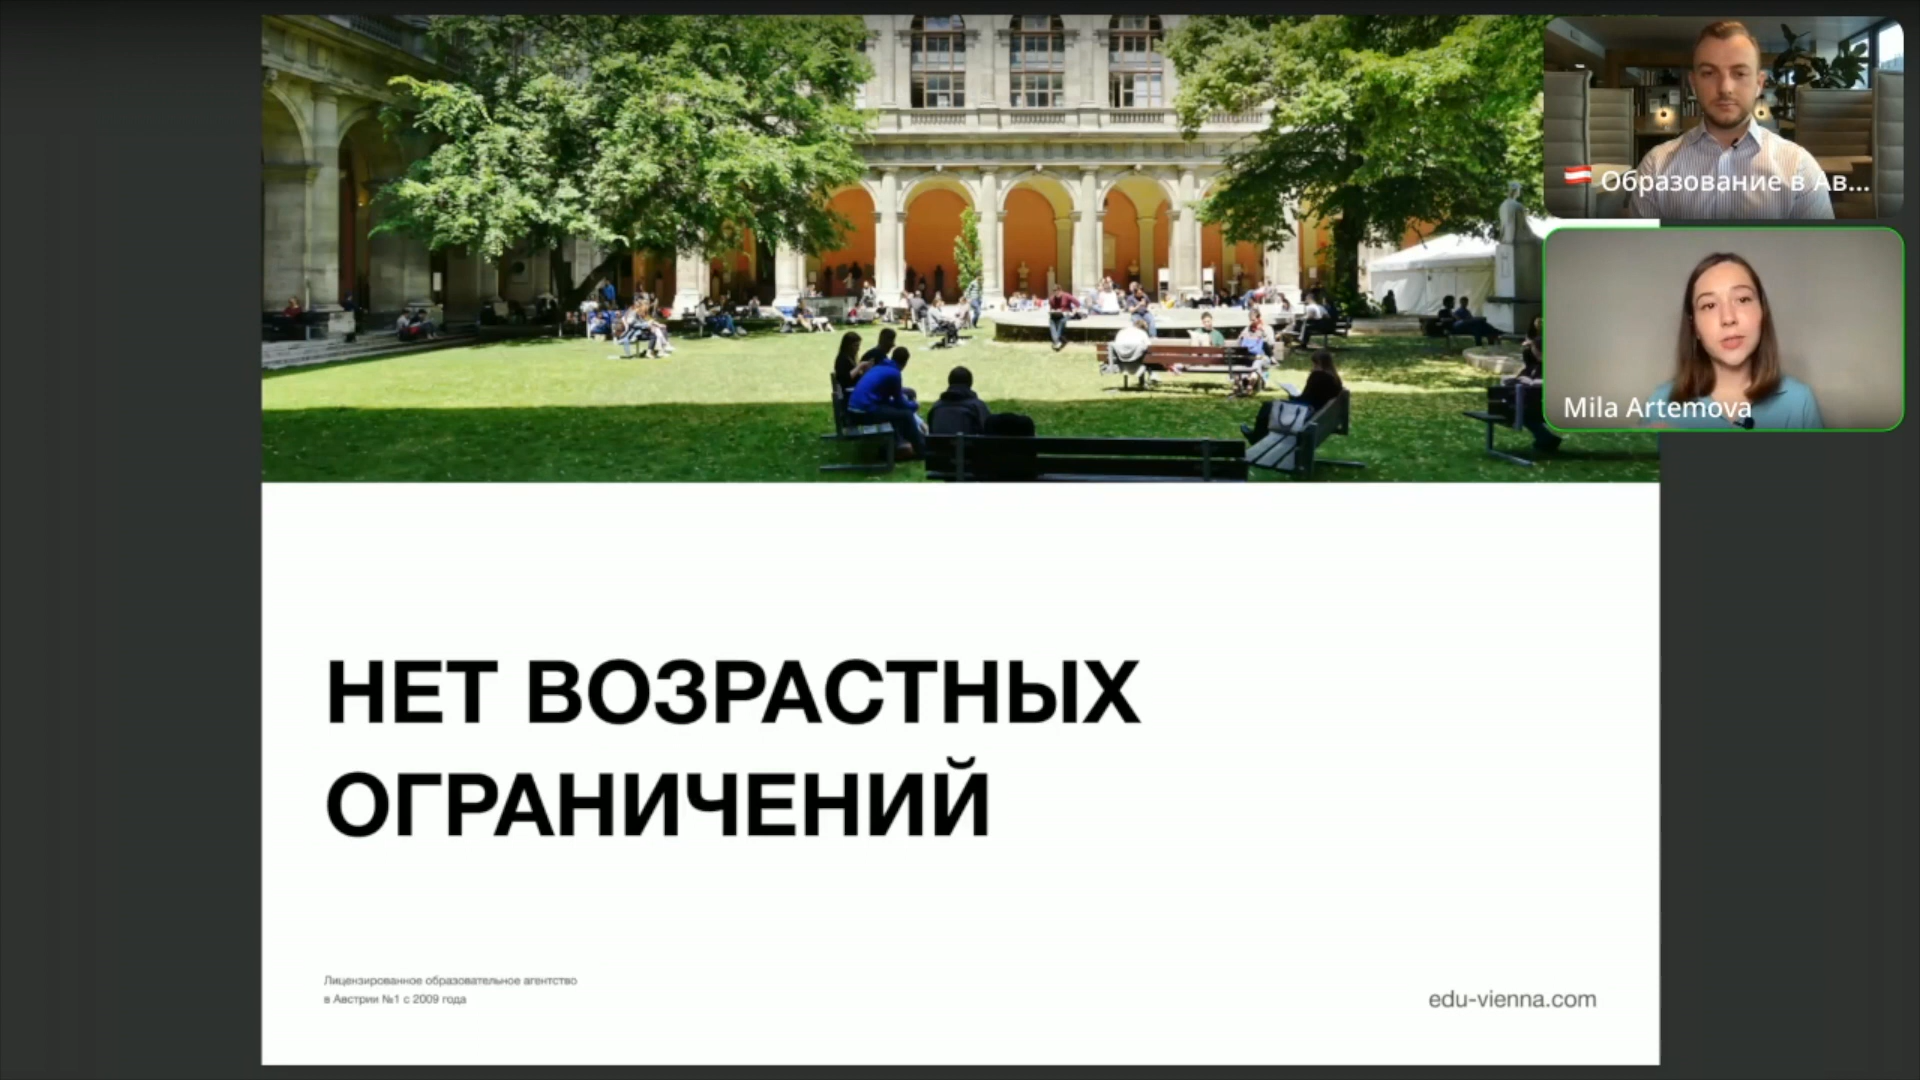 🇦🇹 Образование в Ав...
Mila Artemova
НЕТ ВОЗРАСТНЫХ
ОГРАНИЧЕНИЙ
Лицензированное образовательное агентство
в Австрии №1 с 2009 года
edu-vienna.com